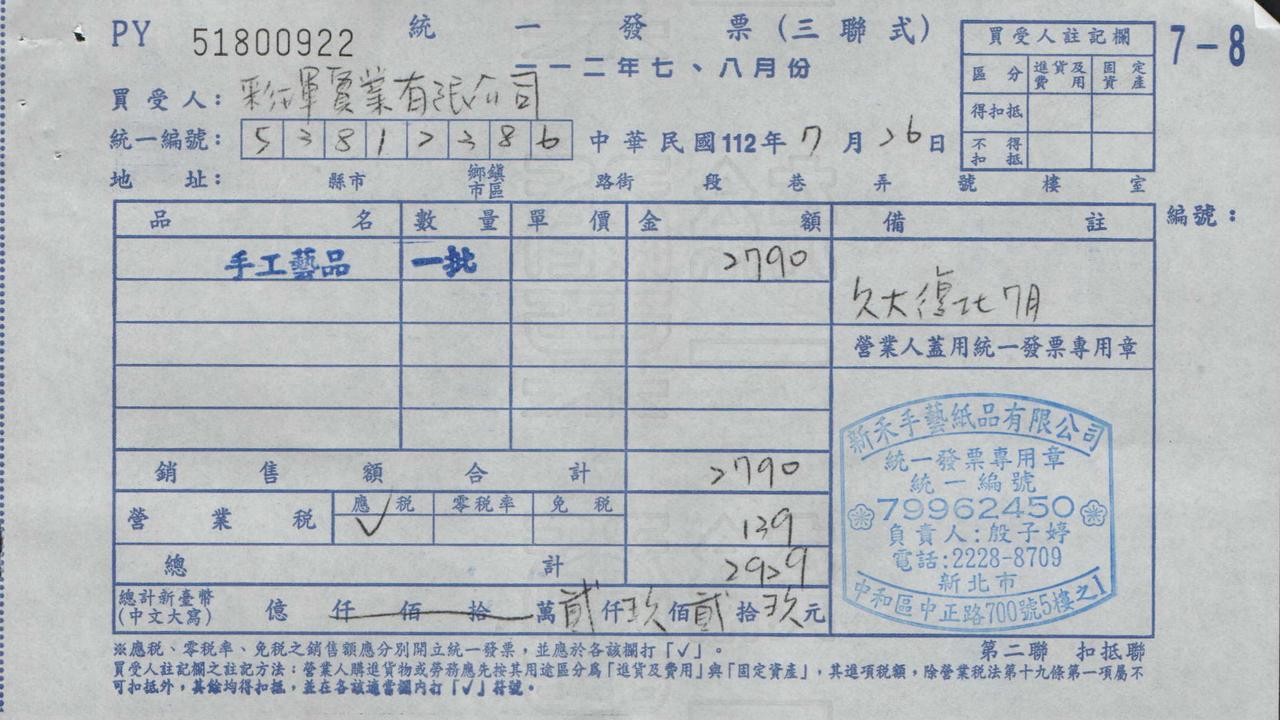 PY 51800922 統一發票(三聯式)
一一二年七、八月份
7-8
買受人註記欄
區分 進貨及費用 固定資產
得扣抵
不得扣抵
買受人: 彩軍實業有限公司
統一編號: 53812386 中華民國112年7月26日
地址: 縣市 鄉鎮市區 路街 段 巷 弄 號 樓 室
品名 數量 單價 金額 備註 編號:
手工藝品 一批 2790
久大復北7月
營業人蓋用統一發票專用章
銷售額合計 2790
營業稅 應稅 ✓ 零稅率 免稅 139
總計 2929
總計新臺幣(中文大寫) 億 仟 佰 拾 萬 貳 仟 玖 佰 貳 拾 玖 元
新禾手藝紙品有限公司
統一發票專用章
統一編號
79962450
負責人:殷子婷
電話:2228-8709
新北市
中和區中正路700號5樓之1
※應稅、零稅率、免稅之銷售額應分別開立統一發票,並應於各該欄打「✓」。
第二聯 扣抵聯
買受人註記欄之註記方法:營業人購進貨物或勞務應先按其用途區分為「進貨及費用」與「固定資產」,其進項稅額,除營業稅法第十九條第一項屬不
可扣抵外,其餘均得扣抵,並在各該適當欄內打「✓」符號。